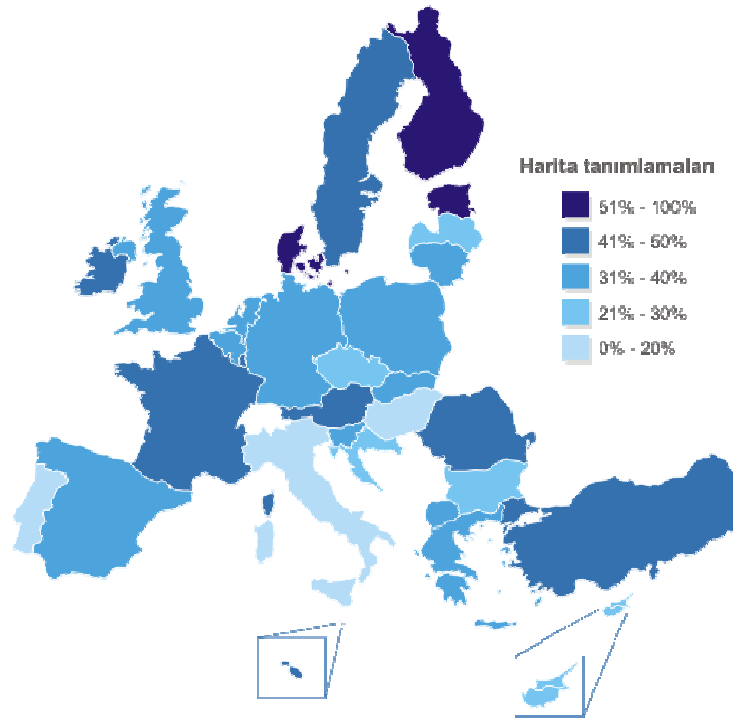 Harita tanımlamaları
51% - 100%
41% - 50%
31% - 40%
21% - 30%
0% - 20%